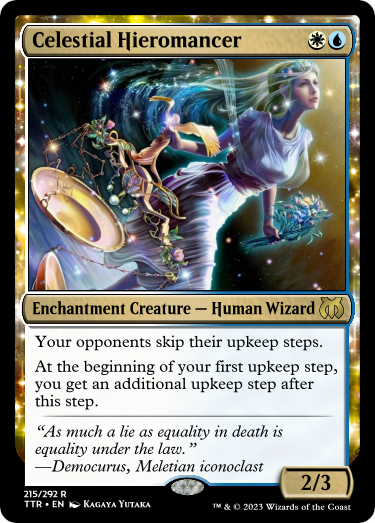 Celestial Hieromancer
Enchantment Creature — Human Wizard
Your opponents skip their upkeep steps.
At the beginning of your first upkeep step,
you get an additional upkeep step after
this step.
“As much a lie as equality in death is
equality under the law.”
—Democurus, Meletian iconoclast
2/3
215/292 R
TTR • EN Kagaya Yutaka
™ & © 2023 Wizards of the Coast